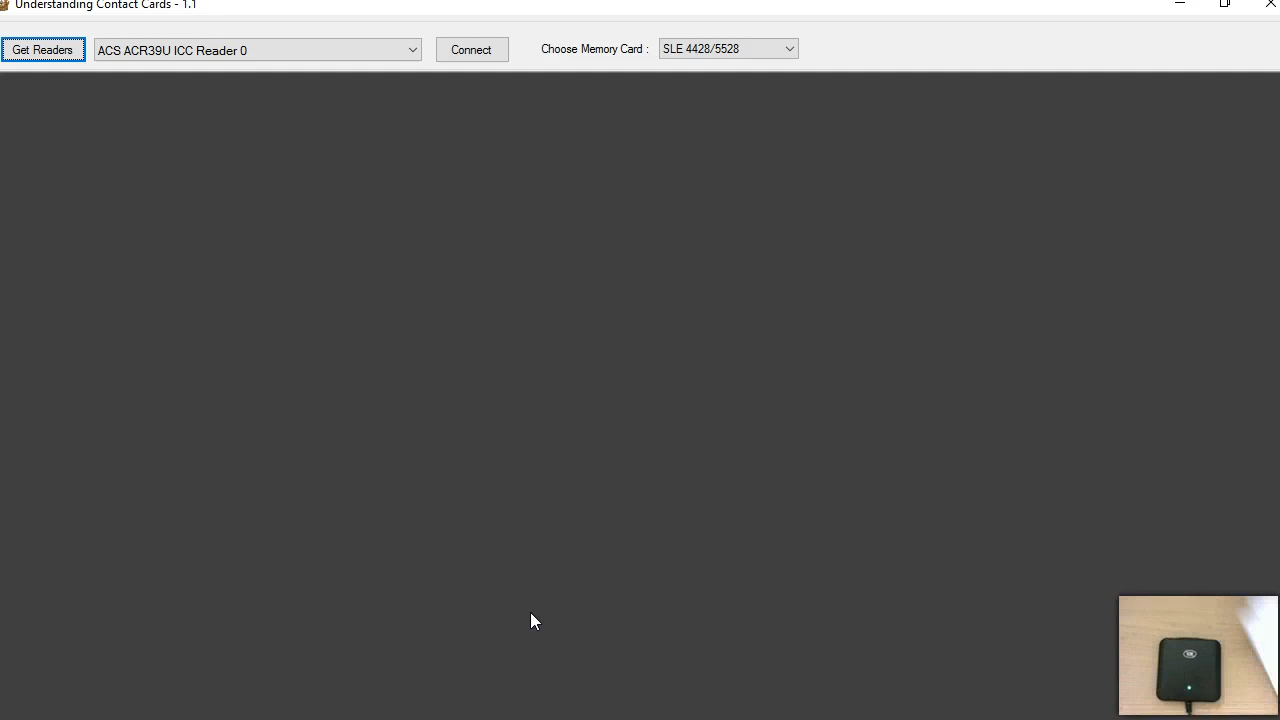 Understanding Contact Cards - 1.1
Get Readers
ACS ACR39U ICC Reader 0
Connect
Choose Memory Card :
SLE 4428/5528